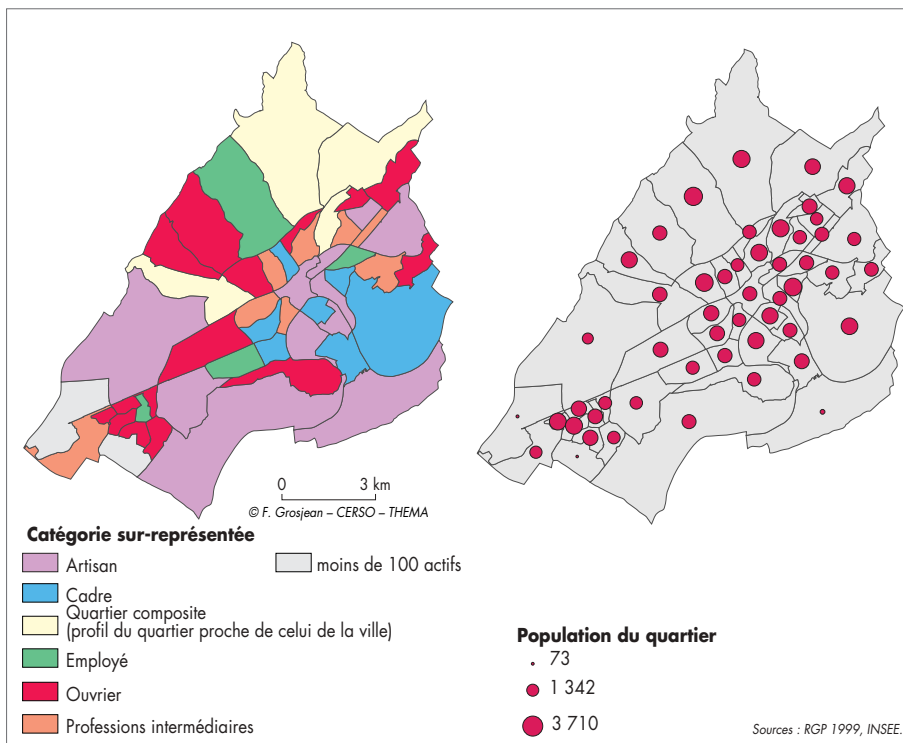 0 3 km
© F. Grosjean – CERSO – THEMA
Catégorie sur-représentée
Artisan
moins de 100 actifs
Cadre
Quartier composite
(profil du quartier proche de celui de la ville)
Employé
Ouvrier
Professions intermédiaires
Population du quartier
73
1 342
3 710
Sources : RGP 1999, INSEE.